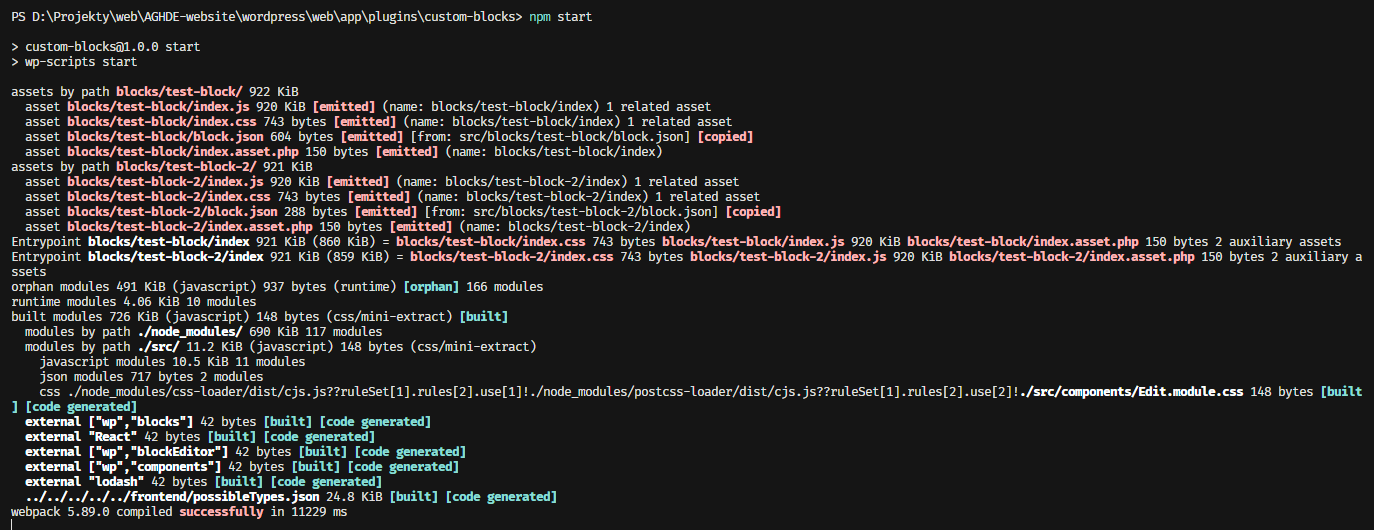 PS D:\Projekty\web\AGHDE-website\wordpress\web\app\plugins\custom-blocks> npm start
> custom-blocks@1.0.0 start
> wp-scripts start
assets by path blocks/test-block/ 922 KiB
asset blocks/test-block/index.js 920 KiB [emitted] (name: blocks/test-block/index) 1 related asset
asset blocks/test-block/index.css 743 bytes [emitted] (name: blocks/test-block/index) 1 related asset
asset blocks/test-block/block.json 604 bytes [emitted] [from: src/blocks/test-block/block.json] [copied]
asset blocks/test-block/index.asset.php 150 bytes [emitted] (name: blocks/test-block/index)
assets by path blocks/test-block-2/ 921 KiB
asset blocks/test-block-2/index.js 920 KiB [emitted] (name: blocks/test-block-2/index) 1 related asset
asset blocks/test-block-2/index.css 743 bytes [emitted] (name: blocks/test-block-2/index) 1 related asset
asset blocks/test-block-2/block.json 288 bytes [emitted] [from: src/blocks/test-block-2/block.json] [copied]
asset blocks/test-block-2/index.asset.php 150 bytes [emitted] (name: blocks/test-block-2/index)
Entrypoint blocks/test-block/index 921 KiB (860 KiB) = blocks/test-block/index.css 743 bytes blocks/test-block/index.js 920 KiB blocks/test-block/index.asset.php 150 bytes 2 auxiliary assets
Entrypoint blocks/test-block-2/index 921 KiB (859 KiB) = blocks/test-block-2/index.css 743 bytes blocks/test-block-2/index.js 920 KiB blocks/test-block-2/index.asset.php 150 bytes 2 auxiliary a
ssets
orphan modules 491 KiB (javascript) 937 bytes (runtime) [orphan] 166 modules
runtime modules 4.06 KiB 10 modules
built modules 726 KiB (javascript) 148 bytes (css/mini-extract) [built]
modules by path ./node_modules/ 690 KiB 117 modules
modules by path ./src/ 11.2 KiB (javascript) 148 bytes (css/mini-extract)
javascript modules 10.5 KiB 11 modules
json modules 717 bytes 2 modules
css ./node_modules/css-loader/dist/cjs.js??ruleSet[1].rules[2].use[1]!./node_modules/postcss-loader/dist/cjs.js??ruleSet[1].rules[2].use[2]!./src/components/Edit.module.css 148 bytes [built
] [code generated]
external ["wp","blocks"] 42 bytes [built] [code generated]
external "React" 42 bytes [built] [code generated]
external ["wp","blockEditor"] 42 bytes [built] [code generated]
external ["wp","components"] 42 bytes [built] [code generated]
external "lodash" 42 bytes [built] [code generated]
../../../../../frontend/possibleTypes.json 24.8 KiB [built] [code generated]
webpack 5.89.0 compiled successfully in 11229 ms